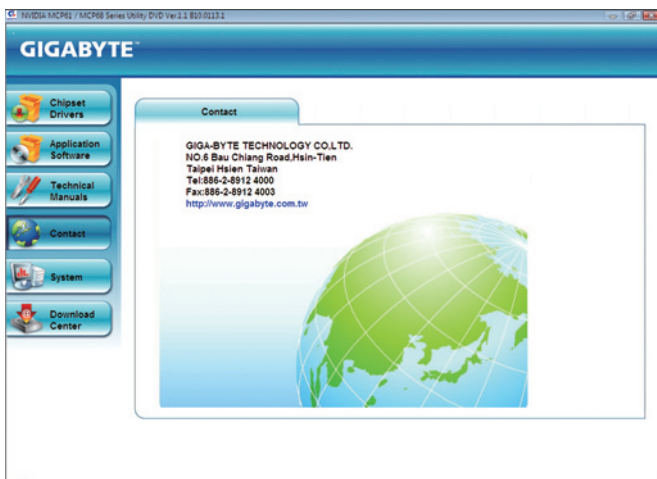 NVIDIA MCP61 / MCP68 Series Utility DVD Ver.1.1 B10.0113.1
GIGABYTE™
Chipset
Drivers
Application
Software
Technical
Manuals
Contact
System
Download
Center
Contact
GIGA-BYTE TECHNOLOGY CO,LTD.
NO.6 Bau Chiang Road,Hsin-Tien
Taipei Hsien Taiwan
Tel:886-2-8912 4000
Fax:886-2-8912 4003
http://www.gigabyte.com.tw